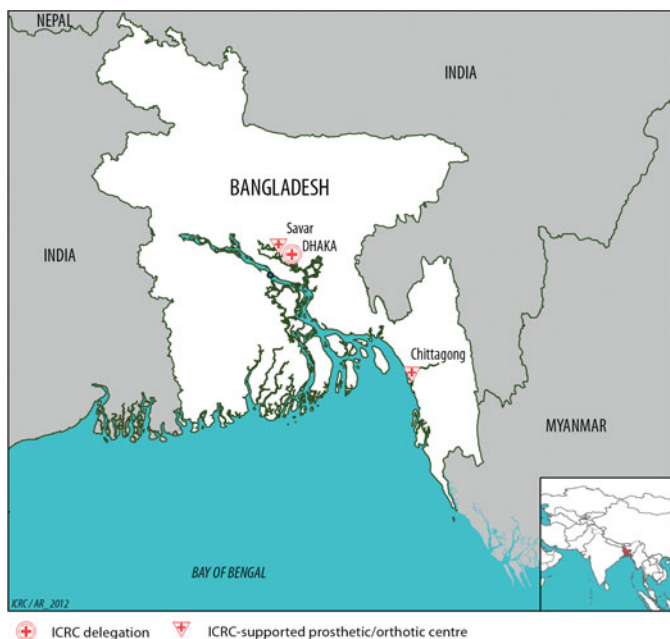 NEPAL
INDIA
BANGLADESH
Savar
DHAKA
INDIA
Chittagong
MYANMAR
BAY OF BENGAL
ICRC / AR_2012
ICRC delegation ICRC-supported prosthetic/orthotic centre